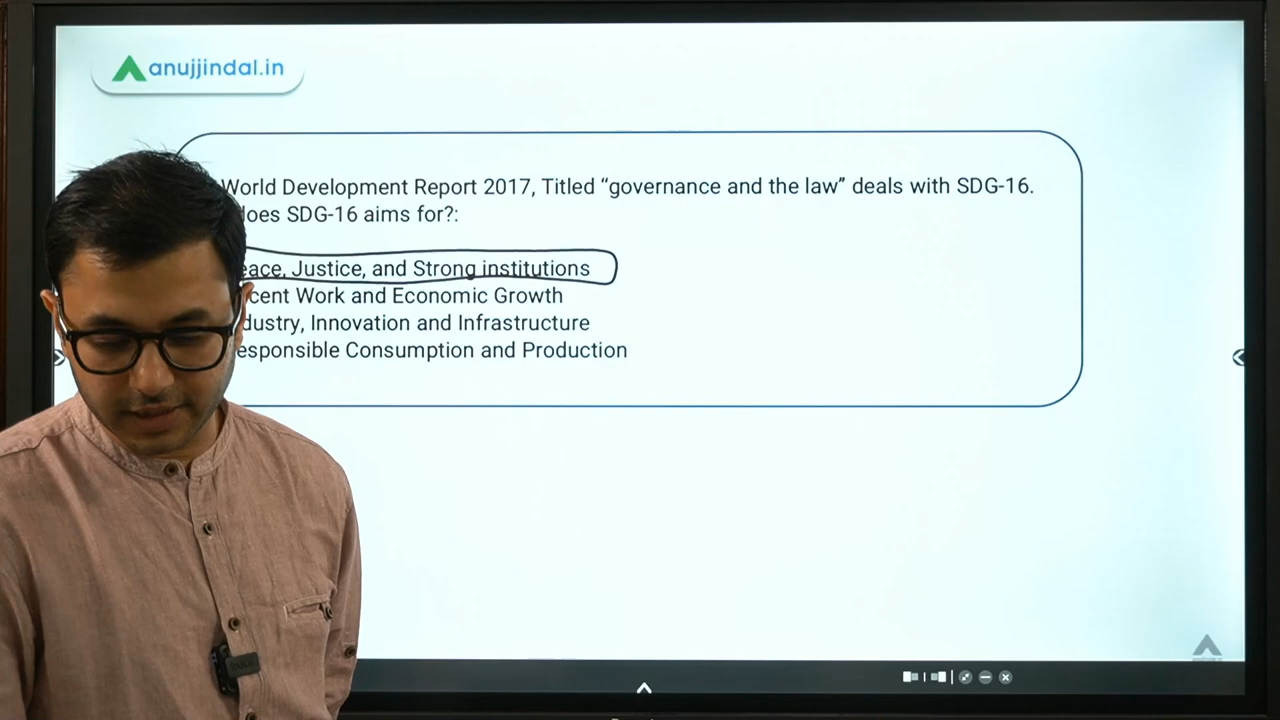 anujjindal.in
World Development Report 2017, Titled “governance and the law” deals with SDG-16.
does SDG-16 aims for?:
eace, Justice, and Strong institutions
cent Work and Economic Growth
dustry, Innovation and Infrastructure
esponsible Consumption and Production